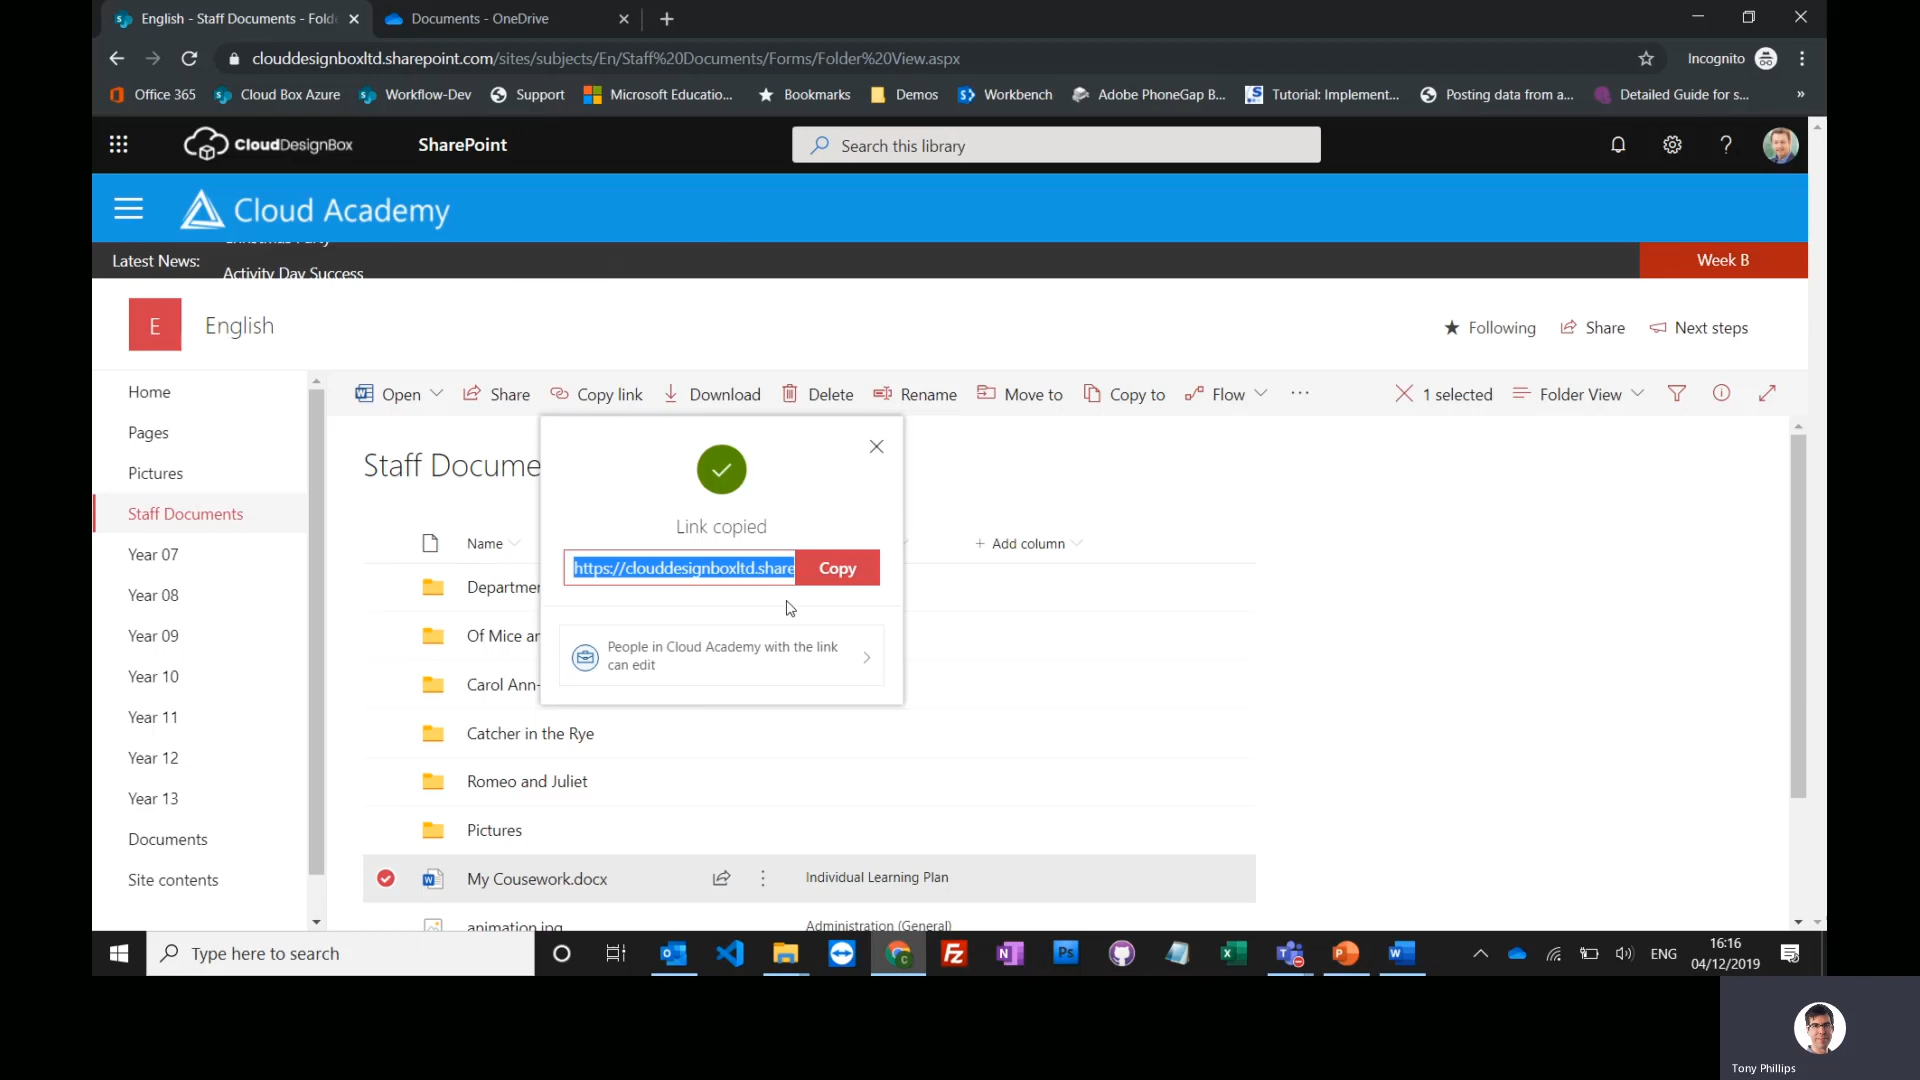 English - Staff Documents - Folde
Documents - OneDrive
clouddesignboxltd.sharepoint.com/sites/subjects/En/Staff%20Documents/Forms/Folder%20View.aspx
Incognito
Office 365
Cloud Box Azure
Workflow-Dev
Support
Microsoft Educatio...
Bookmarks
Demos
Workbench
Adobe PhoneGap B...
Tutorial: Implement...
Posting data from a...
Detailed Guide for s...
»
CloudDesignBox
SharePoint
Search this library
?
Cloud Academy
Christmas Party
Latest News:
Activity Day Success
Week B
E
English
Following
Share
Next steps
Home
Pages
Pictures
Staff Documents
Year 07
Year 08
Year 09
Year 10
Year 11
Year 12
Year 13
Documents
Site contents
Open
Share
Copy link
Download
Delete
Rename
Move to
Copy to
Flow
...
1 selected
Folder View
Staff Docume
Name
+ Add column
Departmen
Of Mice an
Carol Ann-
Catcher in the Rye
Romeo and Juliet
Pictures
My Cousework.docx
Individual Learning Plan
animation.jpg
Administration (General)
Link copied
https://clouddesignboxltd.share
Copy
People in Cloud Academy with the link
can edit
Type here to search
ENG
16:16
04/12/2019
Tony Phillips